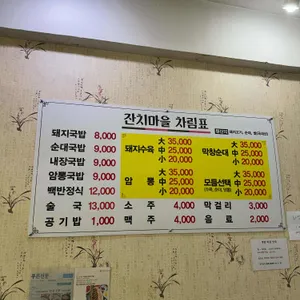 잔치마을 차림표
돼지국밥 8,000
순대국밥 9,000
내장국밥 9,000
암뽕국밥 9,000
백반정식 12,000
술국 13,000
공기밥 1,000
돼지수육
大 35,000
中 25,000
小 20,000
막창순대
大 35,000
中 25,000
小 20,000
암뽕
大 35,000
中 25,000
小 20,000
모듬선택
大 35,000
中 25,000
小 20,000
소주 4,000
막걸리 3,000
맥주 4,000
음료 2,000